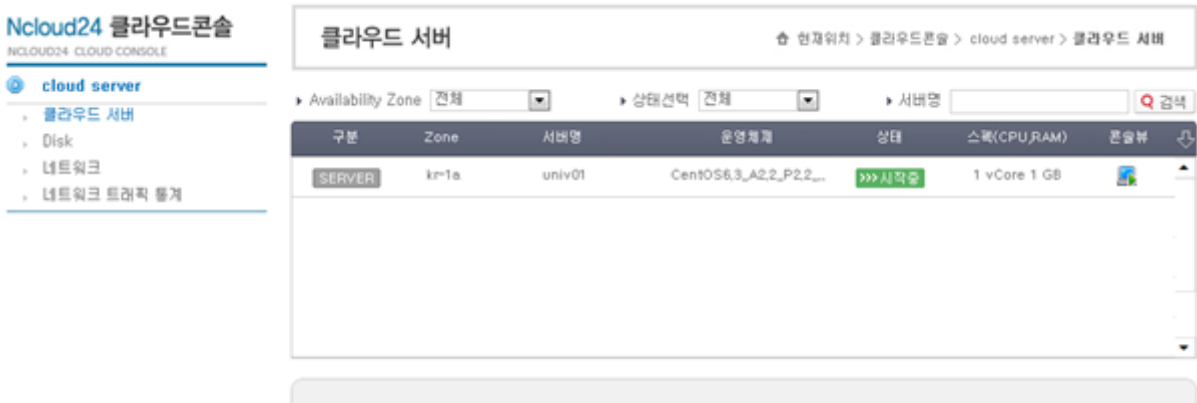 Ncloud24 클라우드콘솔
NCLOUD24 CLOUD CONSOLE
cloud server
클라우드 서버
Disk
네트워크
네트워크 트래픽 통계
클라우드 서버
현재위치 > 클라우드콘솔 > cloud server > 클라우드 서버
Availability Zone 전체 상태선택 전체 서버명 검색
구분 Zone 서버명 운영체제 상태 스펙(CPU,RAM) 콘솔뷰
SERVER kr-1a univ01 CentOS6,3_A2,2_P2,2_... >>>시작중 1 vCore 1 GB